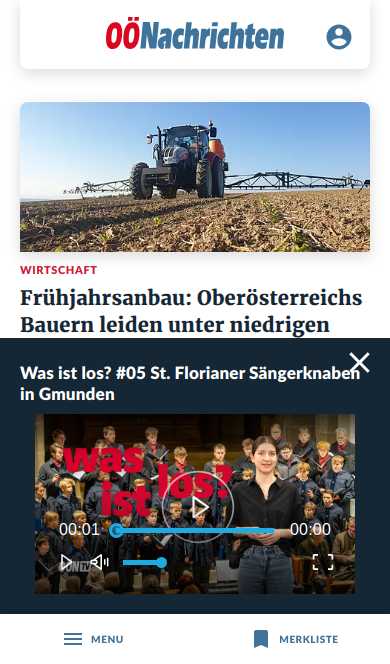 OÖNachrichten
WIRTSCHAFT
Frühjahrsanbau: Oberösterreichs
Bauern leiden unter niedrigen
Was ist los? #05 St. Florianer Sängerknaben
in Gmunden
was
ist los?
00:01
00:00
MENU
MERKLISTE